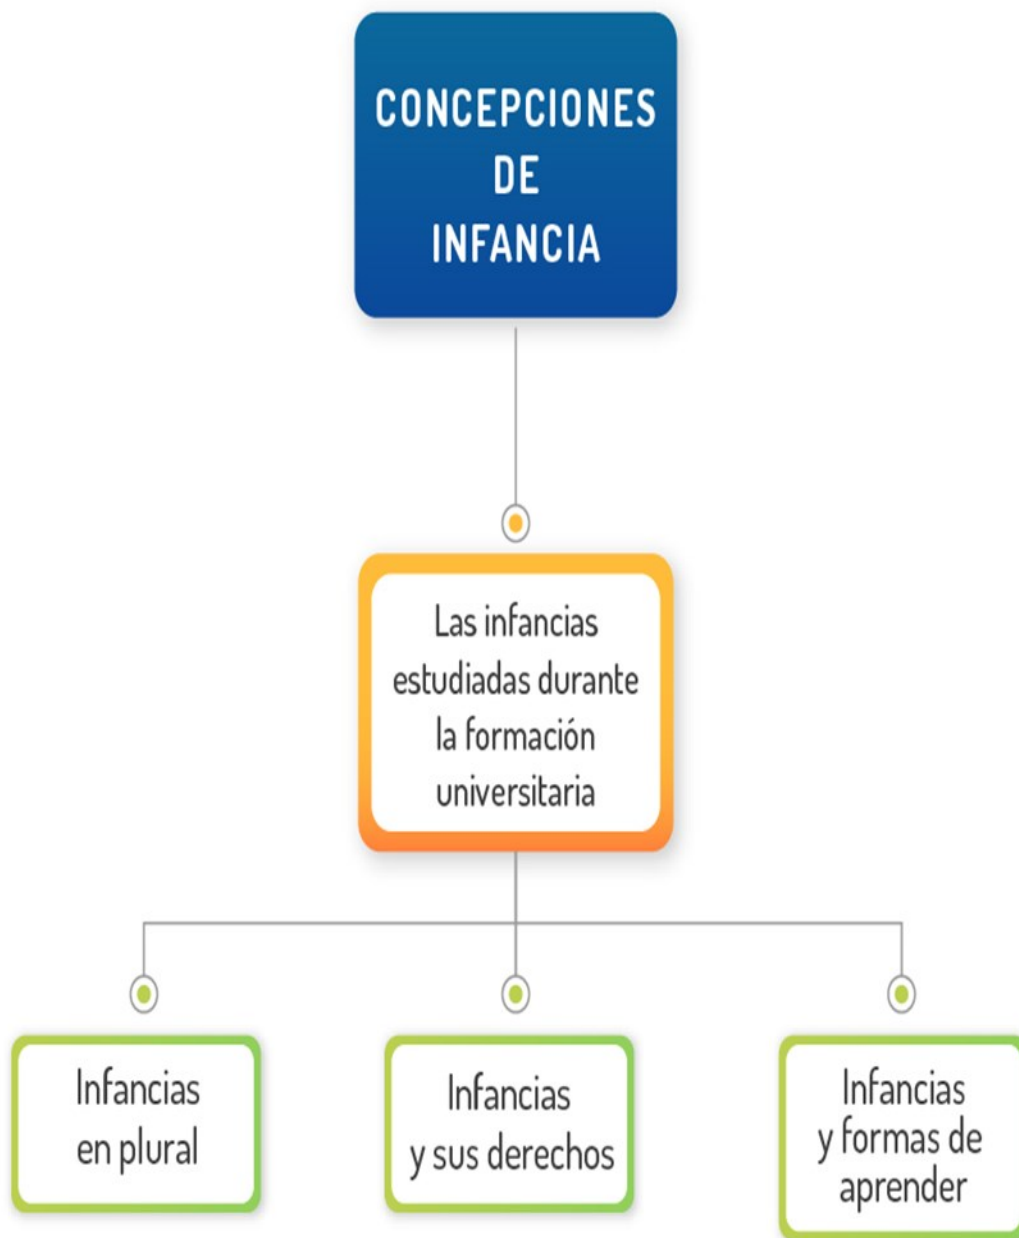 CONCEPCIONES
DE
INFANCIA
Las infancias
estudiadas durante
la formación
universitaria
Infancias
en plural
Infancias
y sus derechos
Infancias
y formas de
aprender